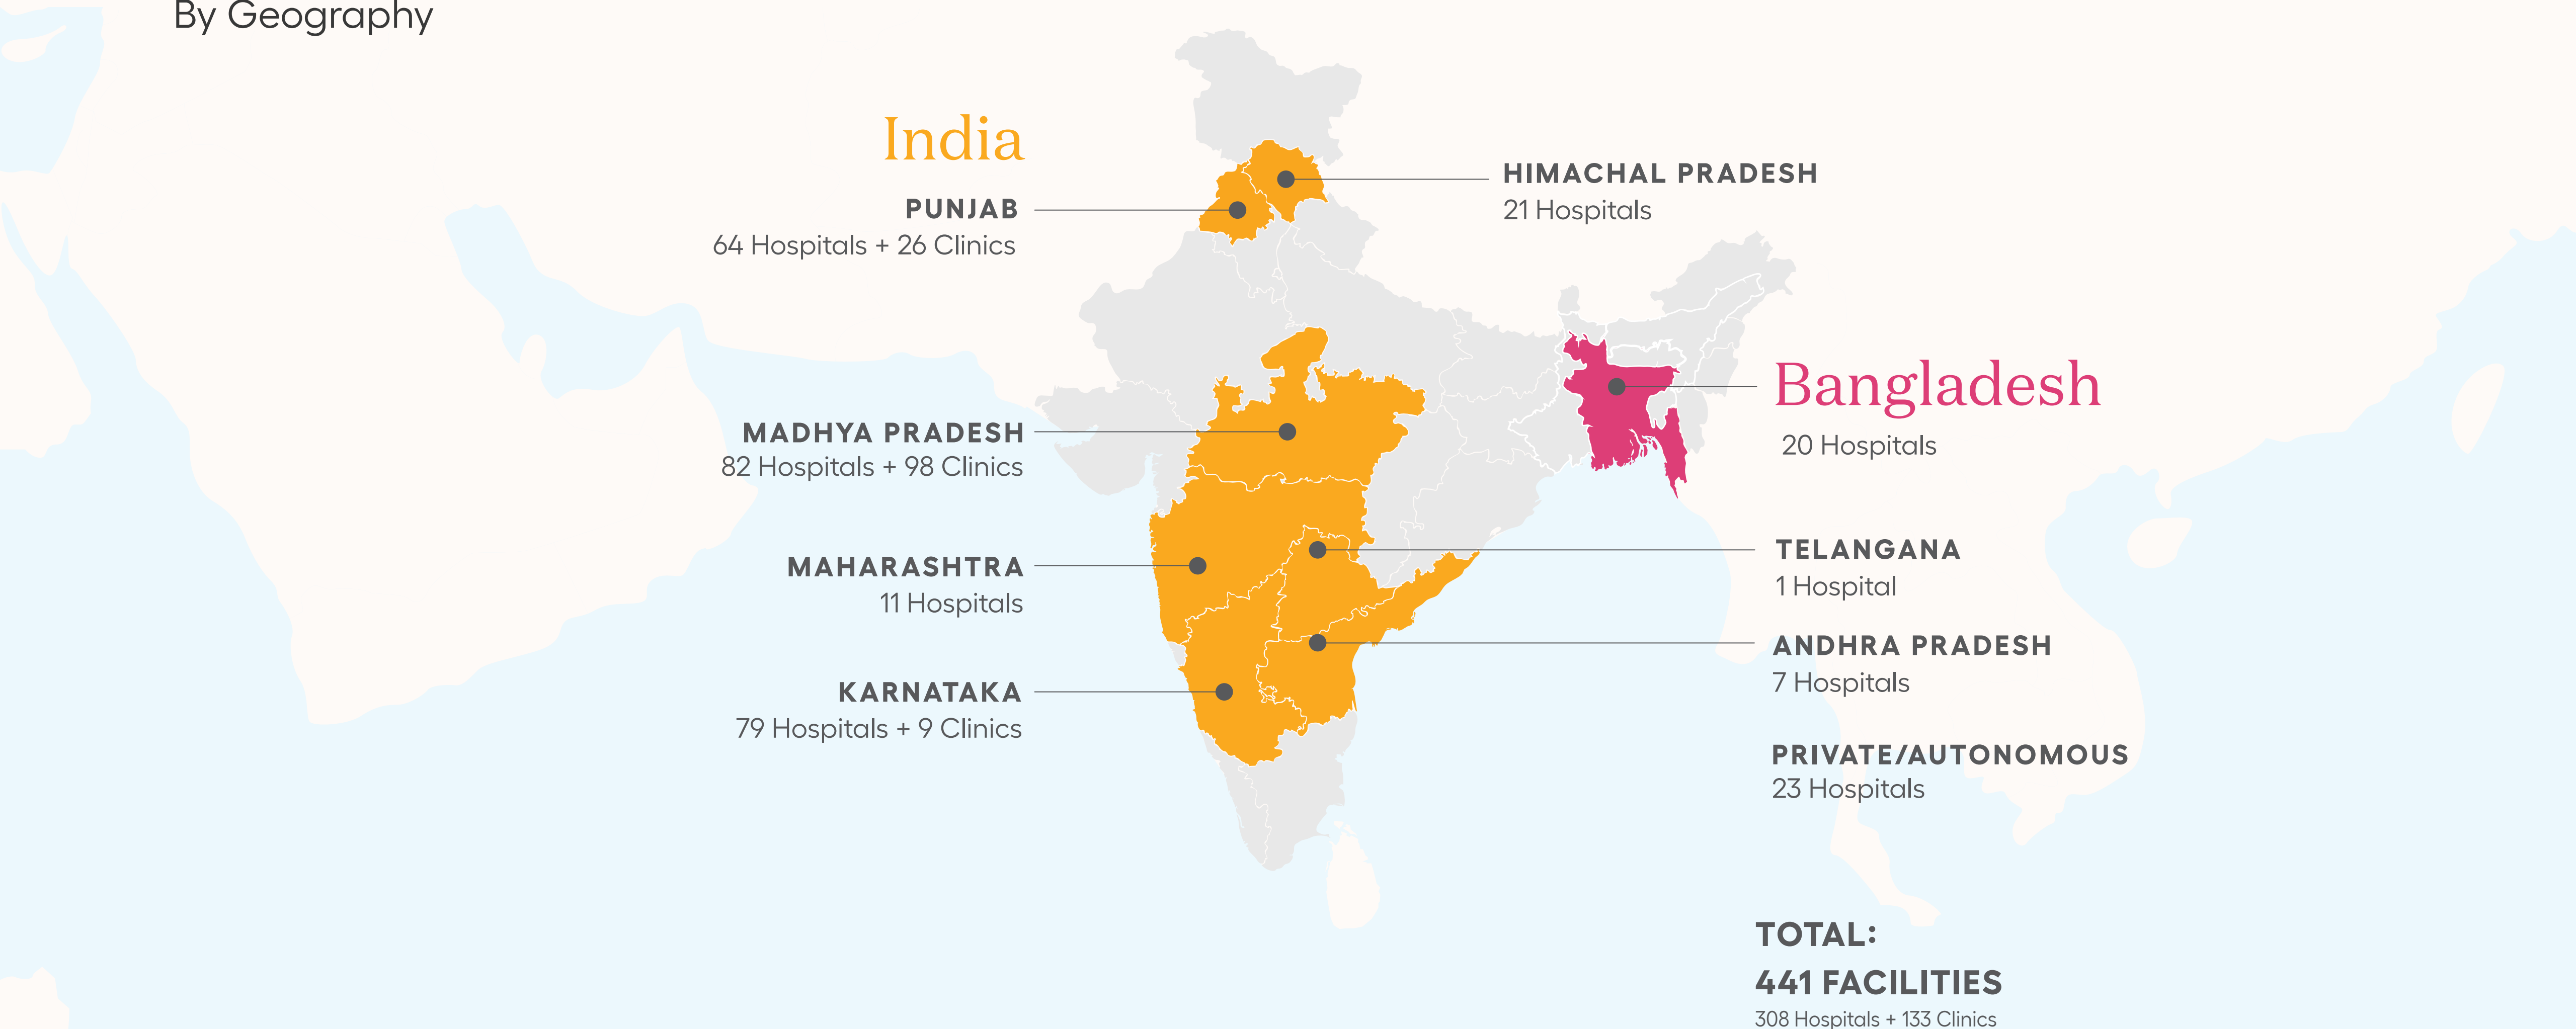 By Geography
India
PUNJAB
64 Hospitals + 26 Clinics
MADHYA PRADESH
82 Hospitals + 98 Clinics
MAHARASHTRA
11 Hospitals
KARNATAKA
79 Hospitals + 9 Clinics
HIMACHAL PRADESH
21 Hospitals
Bangladesh
20 Hospitals
TELANGANA
1 Hospital
ANDHRA PRADESH
7 Hospitals
PRIVATE/AUTONOMOUS
23 Hospitals
TOTAL:
441 FACILITIES
308 Hospitals + 133 Clinics